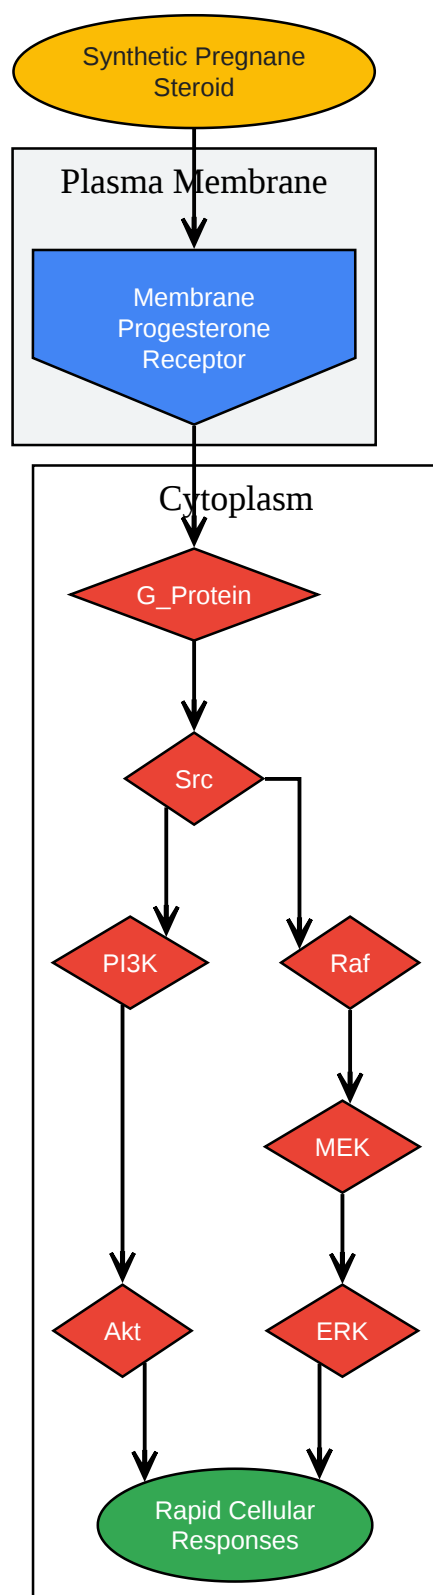 Synthetic Pregnane
Steroid
Plasma Membrane
Membrane
Progesterone
Receptor
Cytoplasm
G_Protein
Src
PI3K
Raf
MEK
Akt
ERK
Rapid Cellular
Responses